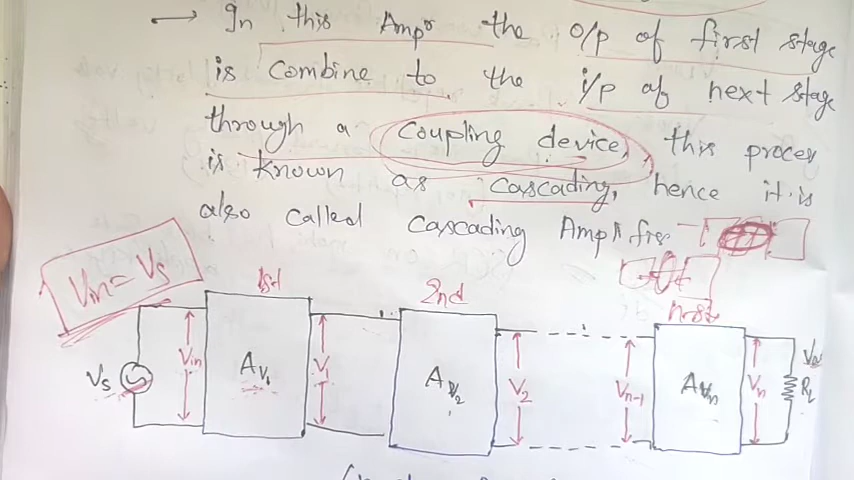 → In this Ampr the o/p of first stage
is combine to the i/p of next stage
through a coupling device, this proces
is known as cascading, hence it is
also called cascading Amplifier
Vin = Vs
1st
2nd
n-st
Vs
Vin
AV1
V1
AV2
V2
Vn-1
AVn
Vn
RL